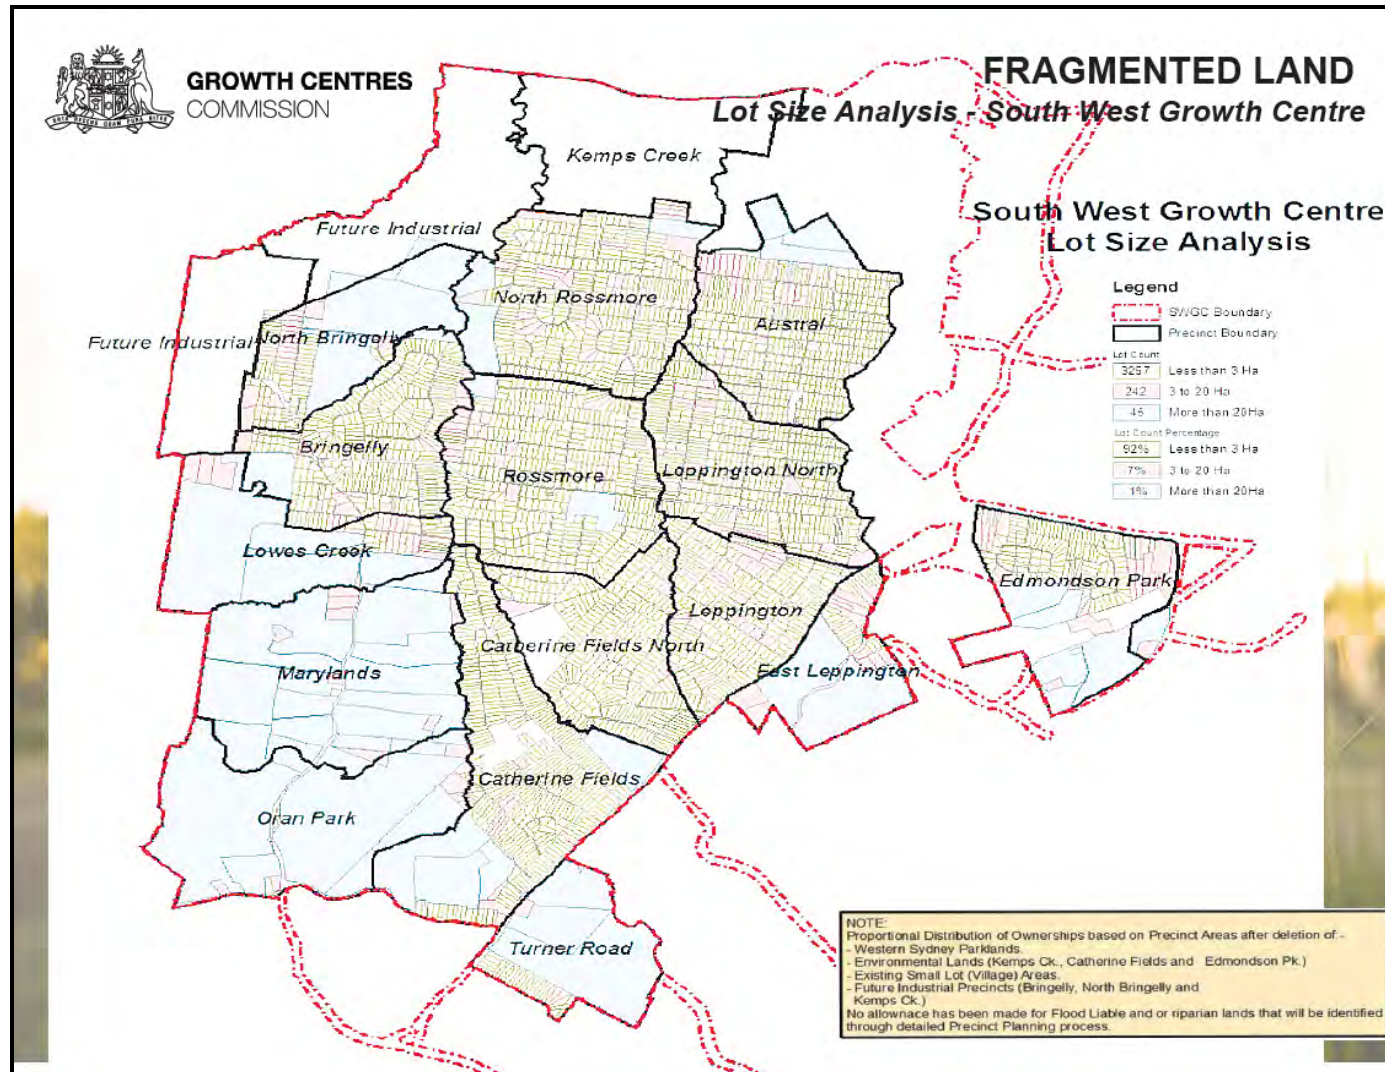 GROWTH CENTRES
COMMISSION
FRAGMENTED LAND
Lot Size Analysis - South West Growth Centre
South West Growth Centre
Lot Size Analysis
Legend
SWGC Boundary
Precinct Boundary
Lot Count
3257 Less than 3 Ha
242 3 to 20 Ha
45 More than 20Ha
Lot Count Percentage
92% Less than 3 Ha
7% 3 to 20 Ha
1% More than 20Ha
Kemps Creek
Future Industrial
North Rossmore
Austral
Future Industrial
North Bringelly
Bringelly
Rossmore
Leppington North
Lowes Creek
Edmondson Park
Leppington
Catherine Fields North
Marylands
East Leppington
Catherine Fields
Oran Park
Turner Road
NOTE:
Proportional Distribution of Ownerships based on Precinct Areas after deletion of:-
- Western Sydney Parklands.
- Environmental Lands (Kemps Ck., Catherine Fields and Edmondson Pk.)
- Existing Small Lot (Village) Areas.
- Future Industrial Precincts (Bringelly, North Bringelly and
Kemps Ck.)
No allownace has been made for Flood Liable and or riparian lands that will be identified
through detailed Precinct Planning process.